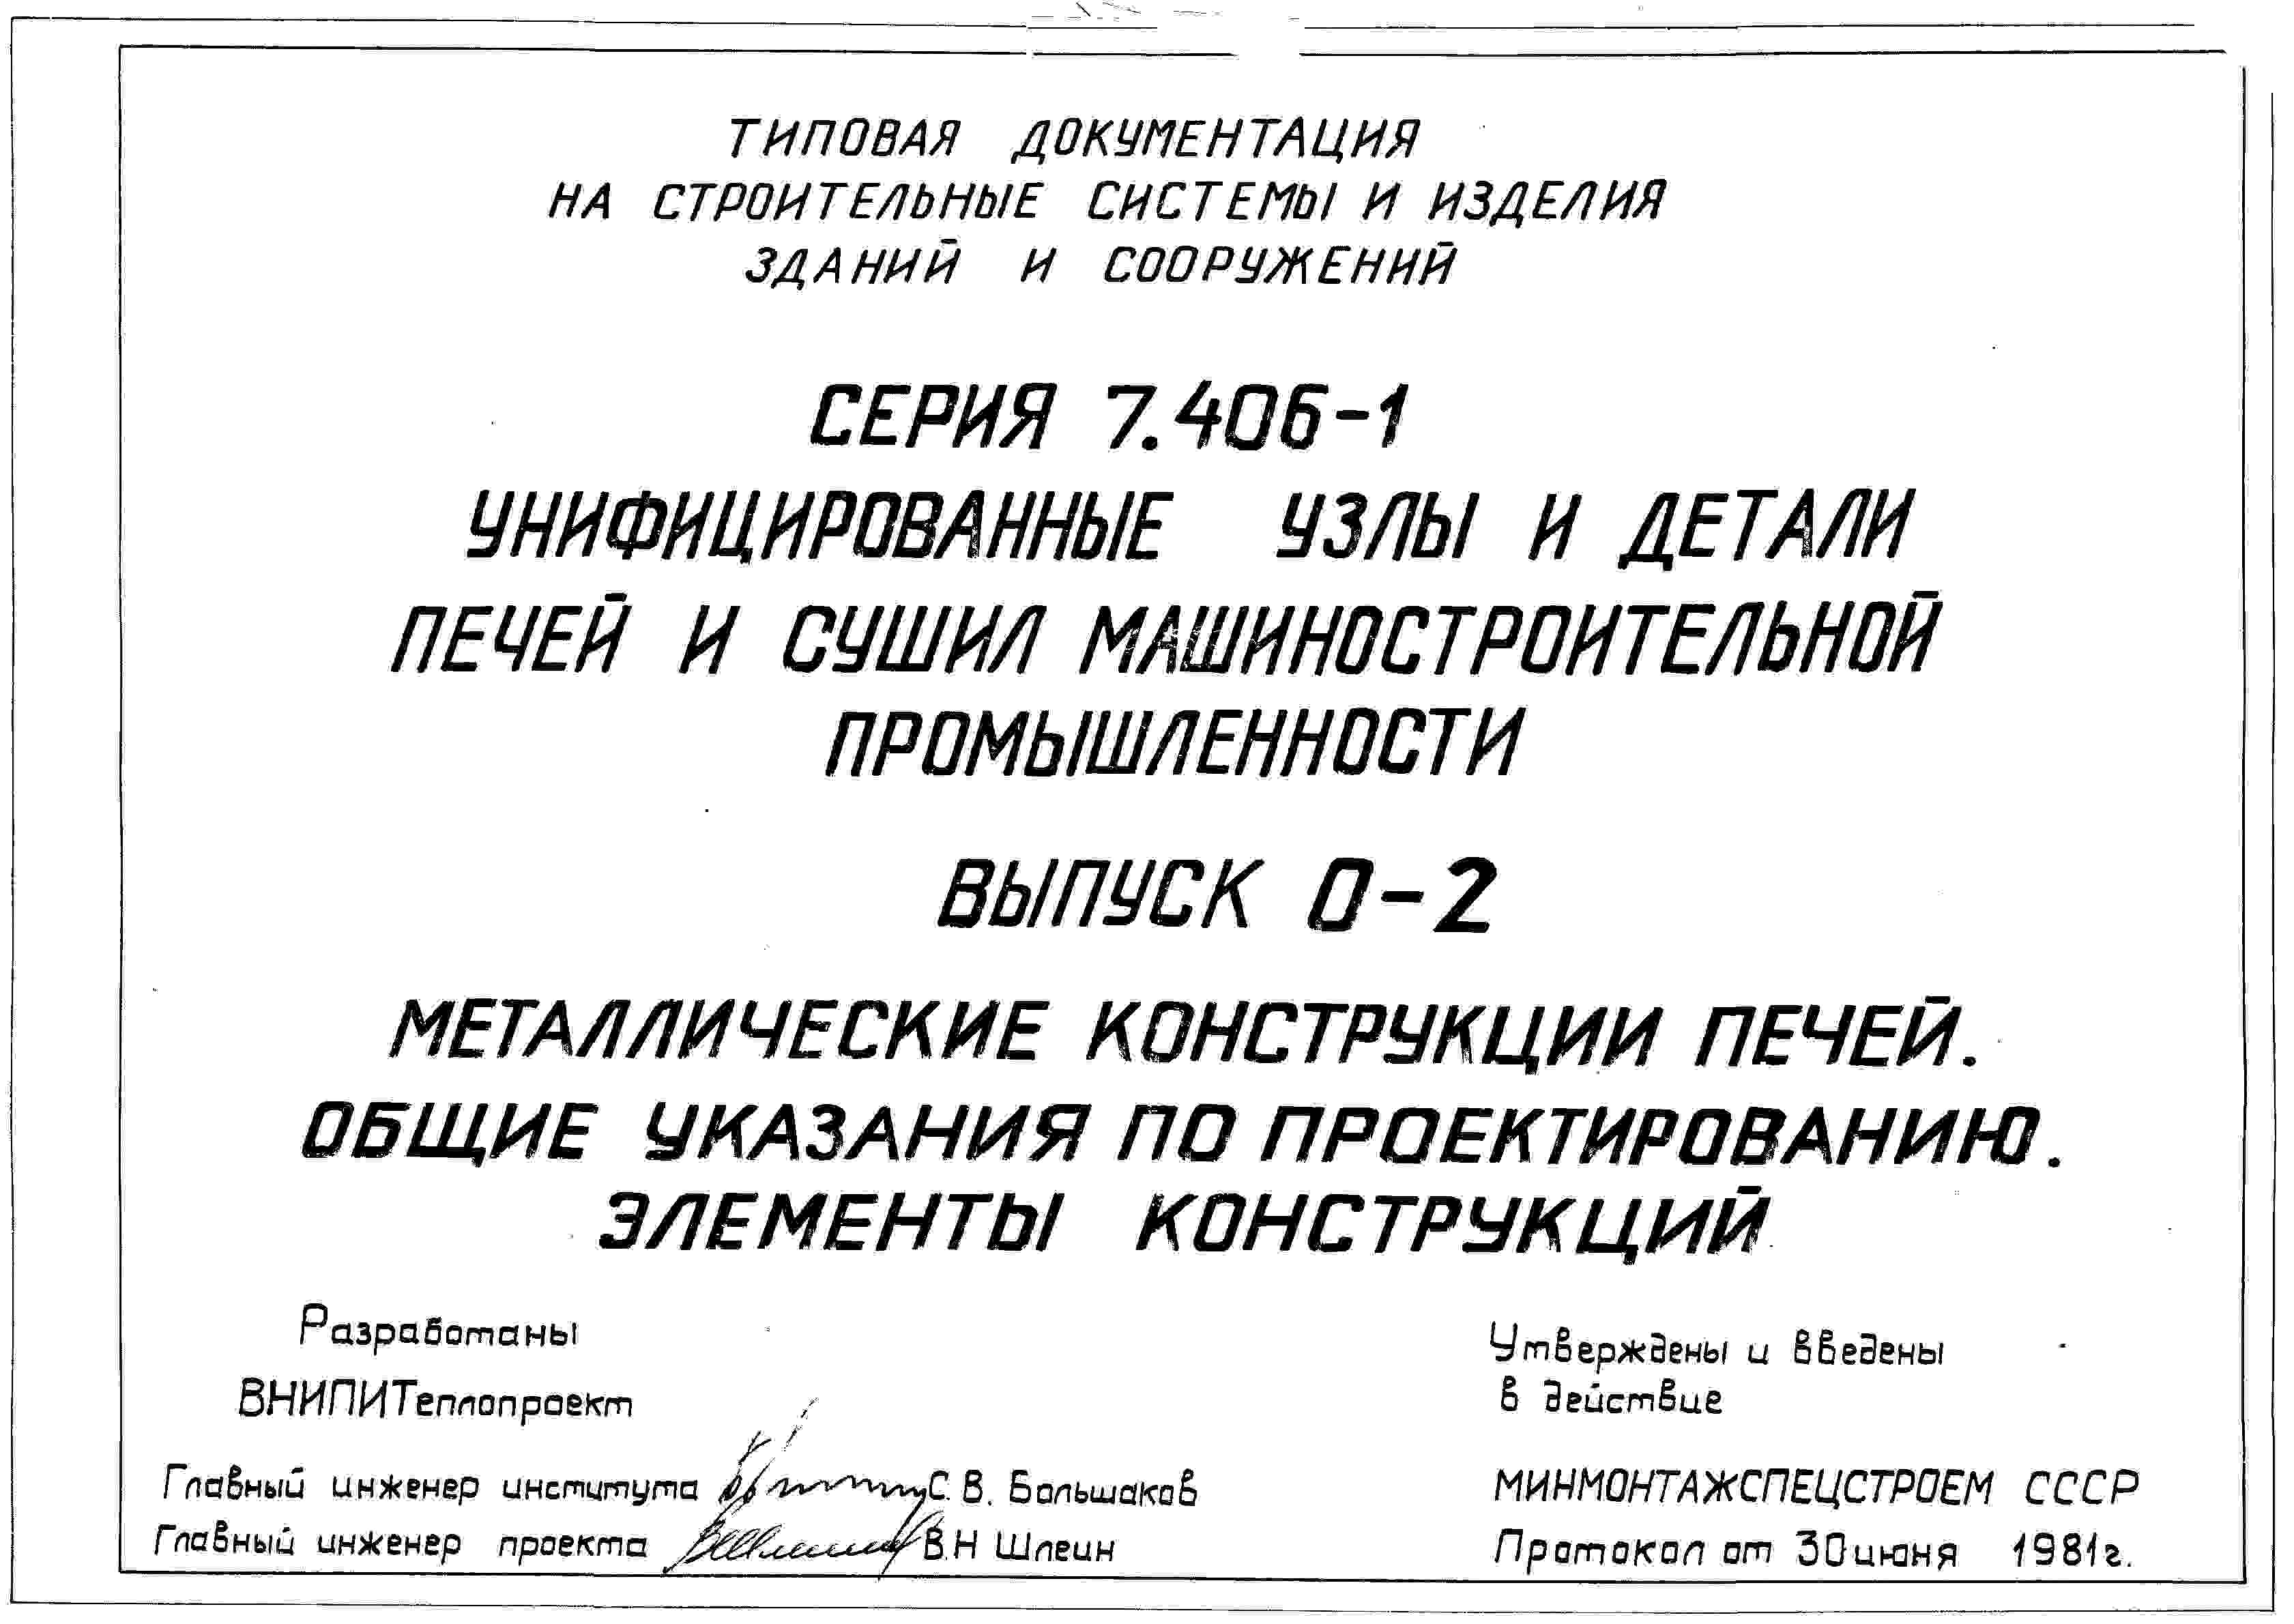 ТИПОВАЯ ДОКУМЕНТАЦИЯ
НА СТРОИТЕЛЬНЫЕ СИСТЕМЫ И ИЗДЕЛИЯ
ЗДАНИЙ И СООРУЖЕНИЙ
СЕРИЯ 7.406-1
УНИФИЦИРОВАННЫЕ УЗЛЫ И ДЕТАЛИ
ПЕЧЕЙ И СУШИЛ МАШИНОСТРОИТЕЛЬНОЙ
ПРОМЫШЛЕННОСТИ
ВЫПУСК 0-2
МЕТАЛЛИЧЕСКИЕ КОНСТРУКЦИИ ПЕЧЕЙ.
ОБЩИЕ УКАЗАНИЯ ПО ПРОЕКТИРОВАНИЮ.
ЭЛЕМЕНТЫ КОНСТРУКЦИЙ
Разработаны
ВНИПИТеплопроект
Главный инженер института С. В. Большаков
Главный инженер проекта В.Н Шлеин
Утверждены и введены
в действие
МИНМОНТАЖСПЕЦСТРОЕМ СССР
Протокол от 30 июня 1981г.